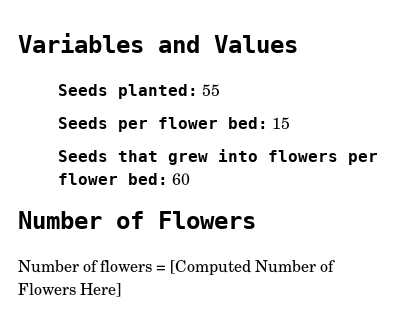 Variables and Values
Seeds planted: 55
Seeds per flower bed: 15
Seeds that grew into flowers per
flower bed: 60
Number of Flowers
Number of flowers = [Computed Number of
Flowers Here]